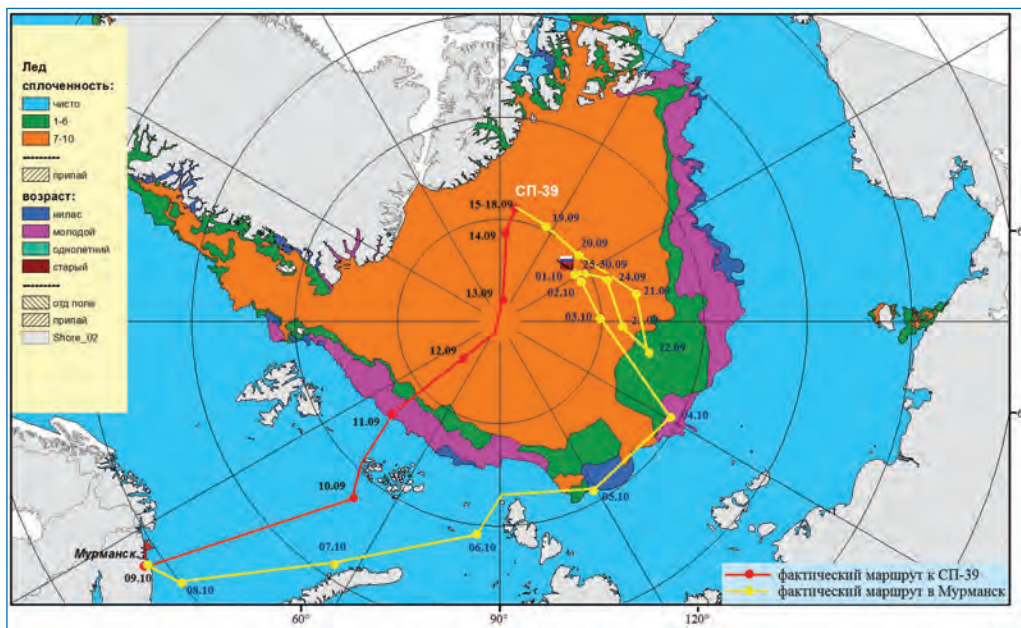 Лед
сплоченность:
чисто
1-6
7-10
---------
припай
возраст:
нилас
молодой
однолетний
старый
---------
отд поле
припай
Shore_02
СП-39
15-18.09
14.09
13.09
12.09
11.09
10.09
Мурманск
09.10
08.10
07.10
06.10
05.10
04.10
03.10
02.10
01.10
25-30.09
24.09
22.09
21.09
20.09
19.09
60°
90°
120°
фактический маршрут к СП-39
фактический маршрут в Мурманск